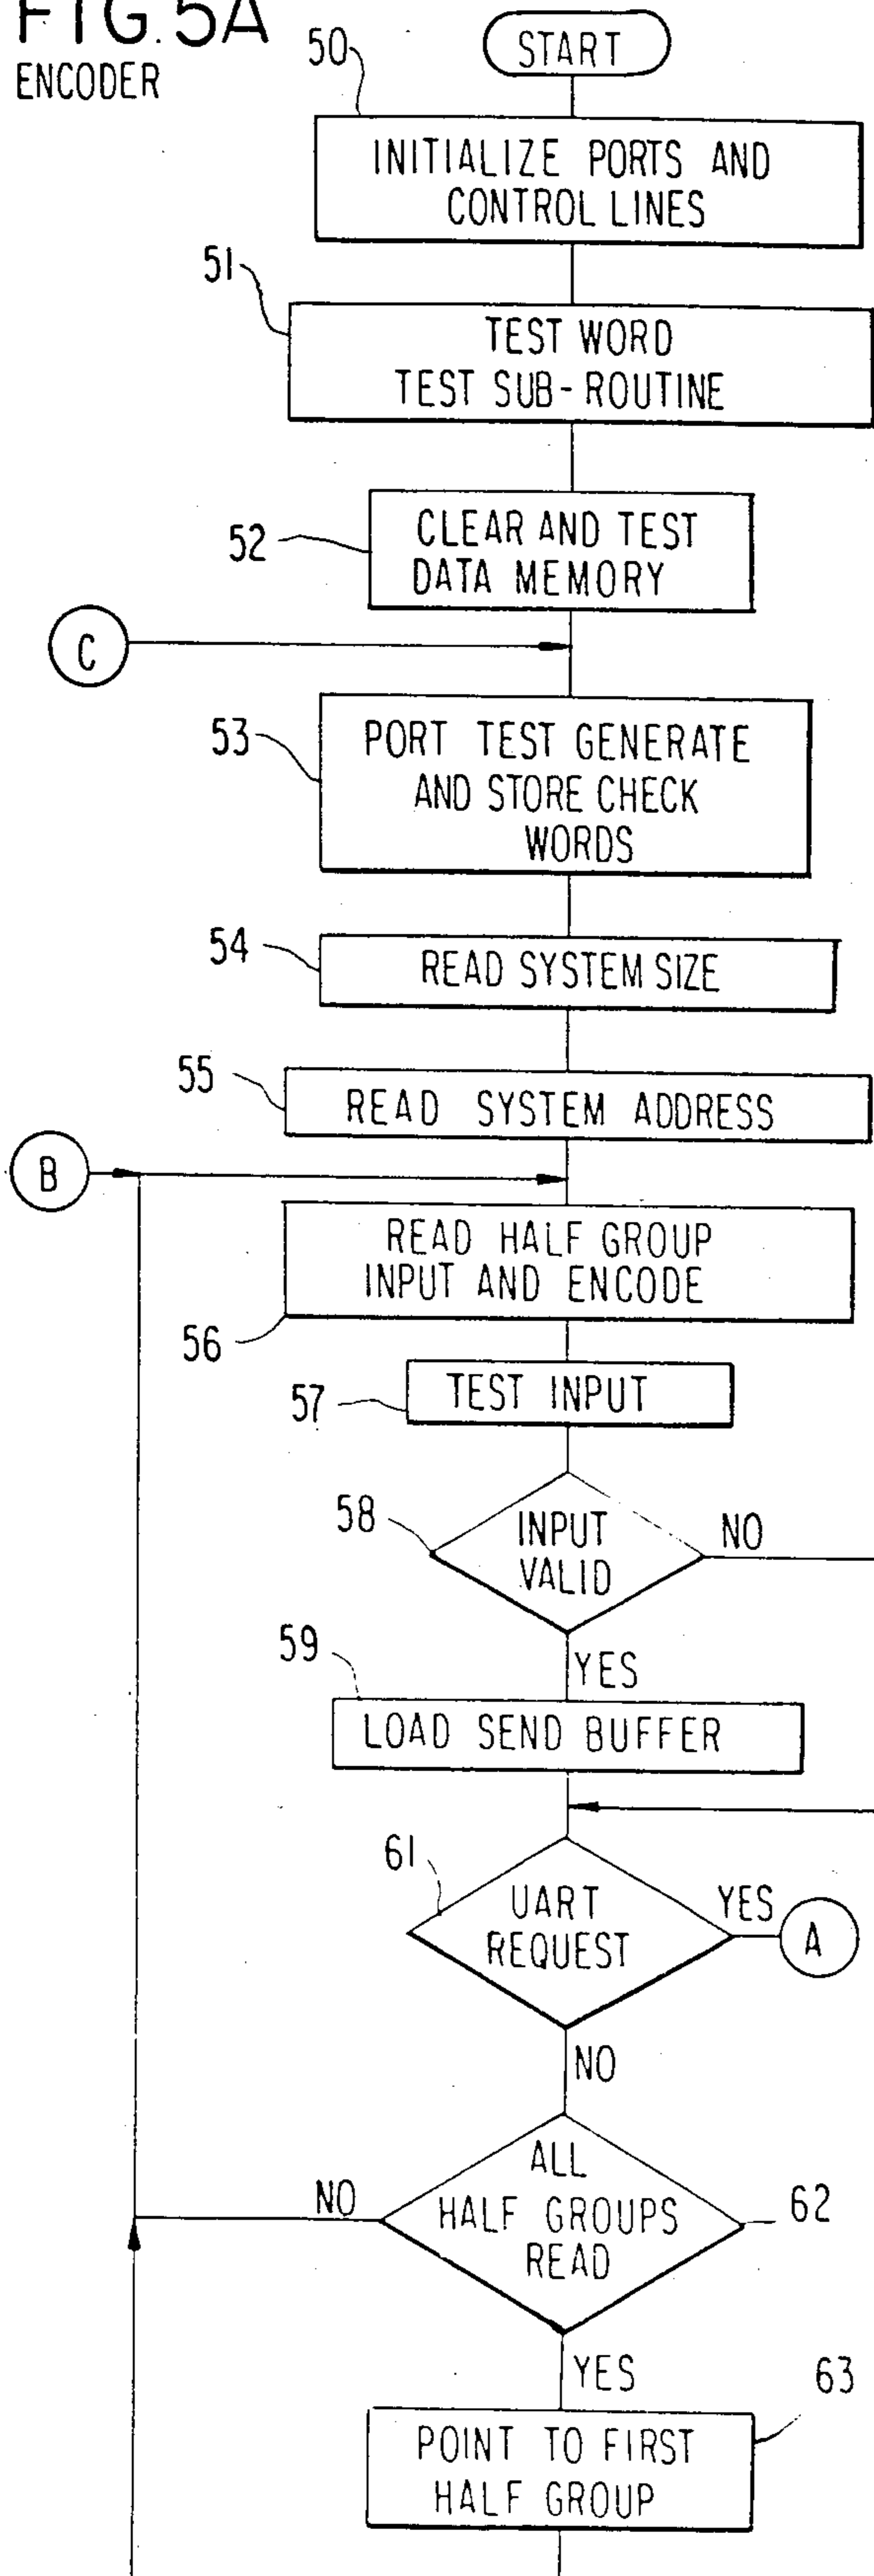 FIG. 5A
ENCODER
START
50
INITIALIZE PORTS AND
CONTROL LINES
51
TEST WORD
TEST SUB-ROUTINE
52
CLEAR AND TEST
DATA MEMORY
C
53
PORT TEST GENERATE
AND STORE CHECK
WORDS
54
READ SYSTEM SIZE
55
READ SYSTEM ADDRESS
B
READ HALF GROUP
INPUT AND ENCODE
56
57
TEST INPUT
58
INPUT
VALID
NO
YES
59
LOAD SEND BUFFER
61
UART
REQUEST
YES
A
NO
ALL
HALF GROUPS
READ
NO
62
YES
63
POINT TO FIRST
HALF GROUP